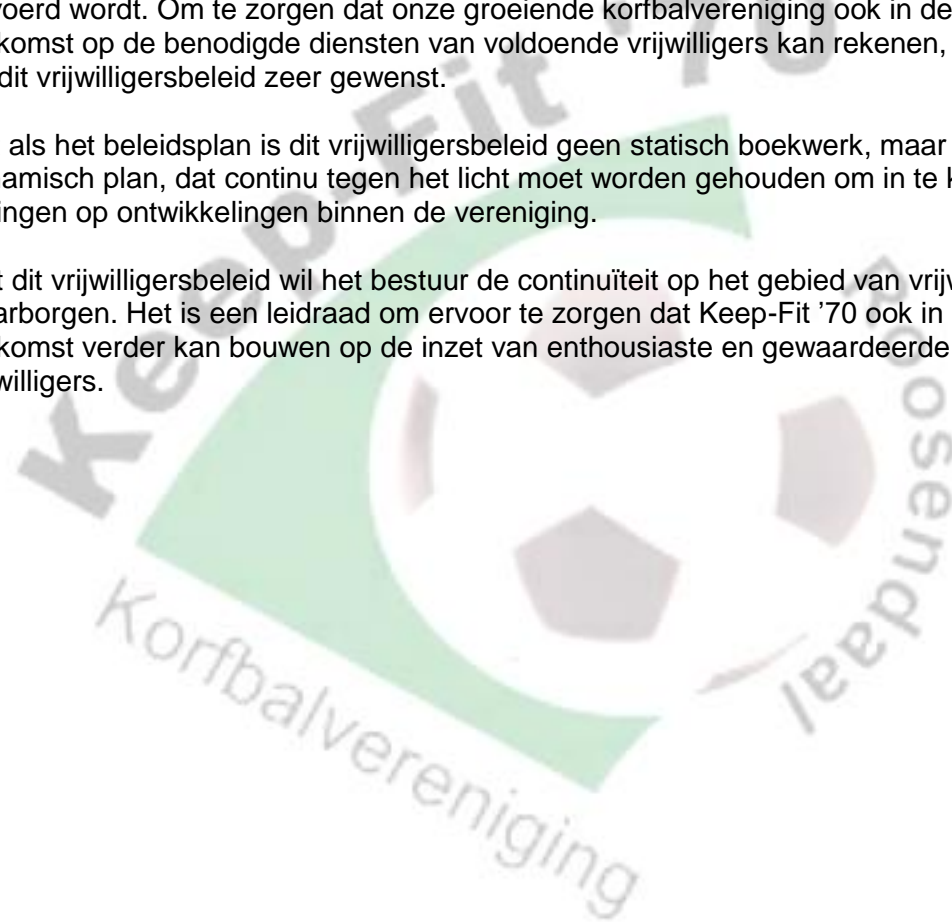 voerd wordt. Om te zorgen dat onze groeiende korfbalvereniging ook in de
komst op de benodigde diensten van voldoende vrijwilligers kan rekenen,
dit vrijwilligersbeleid zeer gewenst.
als het beleidsplan is dit vrijwilligersbeleid geen statisch boekwerk, maar
namisch plan, dat continu tegen het licht moet worden gehouden om in te k
ingen op ontwikkelingen binnen de vereniging.
t dit vrijwilligersbeleid wil het bestuur de continuïteit op het gebied van vrijw
arborgen. Het is een leidraad om ervoor te zorgen dat Keep-Fit '70 ook in
komst verder kan bouwen op de inzet van enthousiaste en gewaardeerde
willigers.
Keep-Fit '70
Roosendaal
Korfbalvereniging